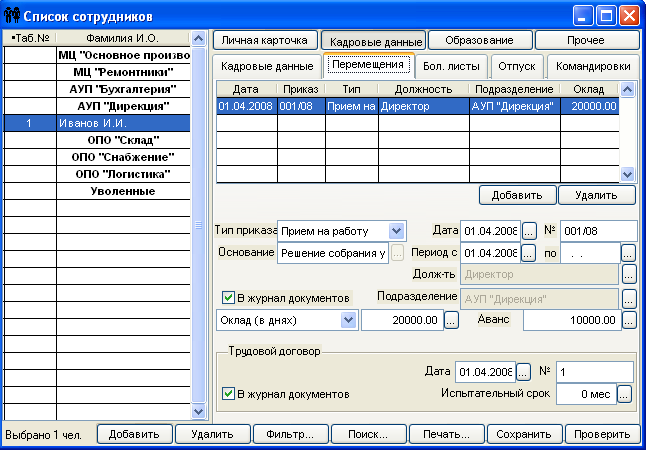 Список сотрудников
*Таб.№ Фамилия И.О.
МЦ "Основное произво
МЦ "Ремонтники"
АУП "Бухгалтерия"
АУП "Дирекция"
1 Иванов И.И.
ОПО "Склад"
ОПО "Снабжение"
ОПО "Логистика"
Уволенные
Личная карточка Кадровые данные Образование Прочее
Кадровые данные Перемещения Бол. листы Отпуск Командировки
Дата Приказ Тип Должность Подразделение Оклад
01.04.2008 001/08 Прием на Директор АУП "Дирекция" 20000.00
Добавить Удалить
Тип приказа Прием на работу Дата 01.04.2008 ... № 001/08
Основание Решение собрания у ... Период с 01.04.2008 ... по . . ...
Долж-ть Директор ...
В журнал документов Подразделение АУП "Дирекция" ...
Оклад (в днях) 20000.00 ... Аванс 10000.00 ...
Трудовой договор
Дата 01.04.2008 ... № 1
В журнал документов Испытательный срок 0 мес ...
Выбрано 1 чел. Добавить Удалить Фильтр... Поиск... Печать... Сохранить Проверить